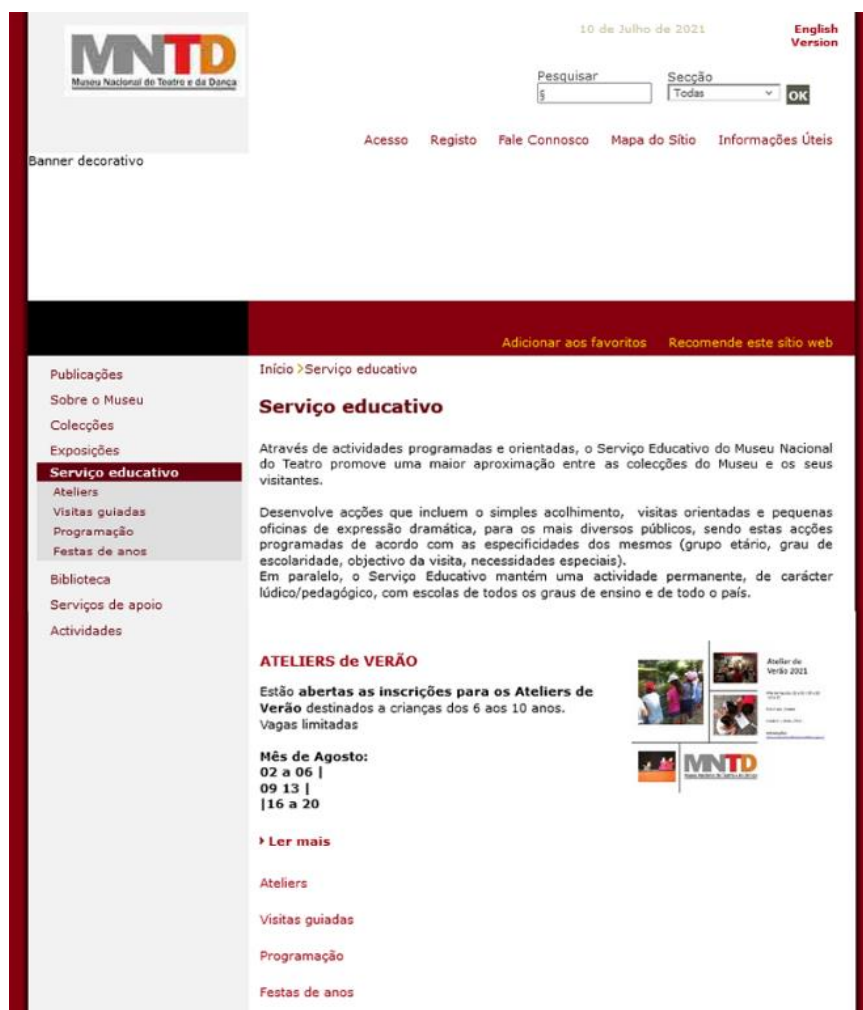 MNTD
Museu Nacional do Teatro e da Dança
10 de Julho de 2021
English
Version
Pesquisar
Secção
§
Todas
OK
Acesso Registo Fale Connosco Mapa do Sítio Informações Úteis
Banner decorativo
Adicionar aos favoritos Recomende este sítio web
Publicações
Sobre o Museu
Colecções
Exposições
Serviço educativo
Ateliers
Visitas guiadas
Programação
Festas de anos
Biblioteca
Serviços de apoio
Actividades
Início >Serviço educativo
Serviço educativo
Através de actividades programadas e orientadas, o Serviço Educativo do Museu Nacional
do Teatro promove uma maior aproximação entre as colecções do Museu e os seus
visitantes.
Desenvolve acções que incluem o simples acolhimento, visitas orientadas e pequenas
oficinas de expressão dramática, para os mais diversos públicos, sendo estas acções
programadas de acordo com as especificidades dos mesmos (grupo etário, grau de
escolaridade, objectivo da visita, necessidades especiais).
Em paralelo, o Serviço Educativo mantém uma actividade permanente, de carácter
lúdico/pedagógico, com escolas de todos os graus de ensino e de todo o país.
ATELIERS de VERÃO
Estão abertas as inscrições para os Ateliers de
Verão destinados a crianças dos 6 aos 10 anos.
Vagas limitadas
Mês de Agosto:
02 a 06 |
09 13 |
|16 a 20
Atelier de
Verão 2021
MNTD
Ler mais
Ateliers
Visitas guiadas
Programação
Festas de anos